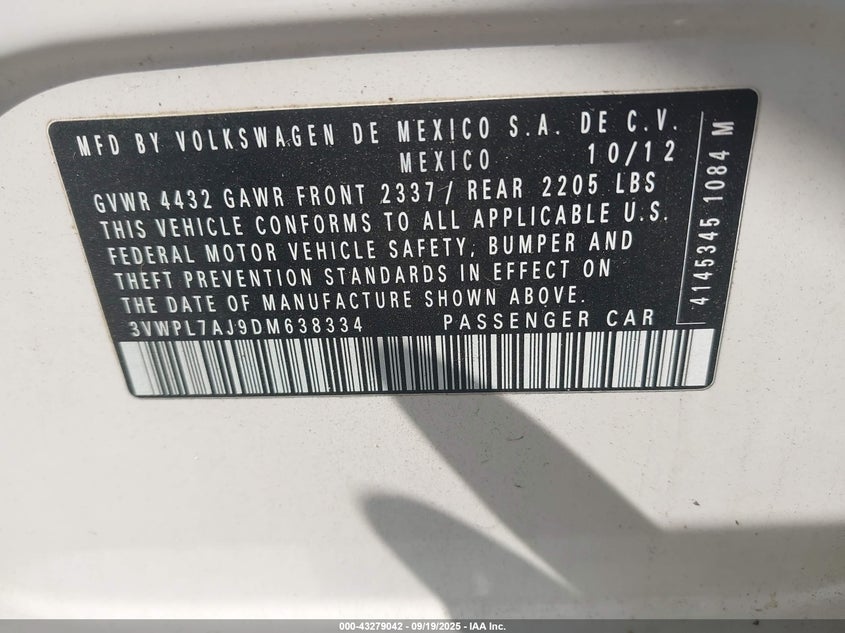 MFD BY VOLKSWAGEN DE MEXICO S.A. DE C.V.
MEXICO 10/12
GVWR 4432 GAWR FRONT 2337/ REAR 2205 LBS
THIS VEHICLE CONFORMS TO ALL APPLICABLE U.S.
FEDERAL MOTOR VEHICLE SAFETY, BUMPER AND
THEFT PREVENTION STANDARDS IN EFFECT ON
THE DATE OF MANUFACTURE SHOWN ABOVE.
3VWPL7AJ9DM638334 PASSENGER CAR
4145345 1084 M
000-43279042 - 09/19/2025 - IAA Inc.